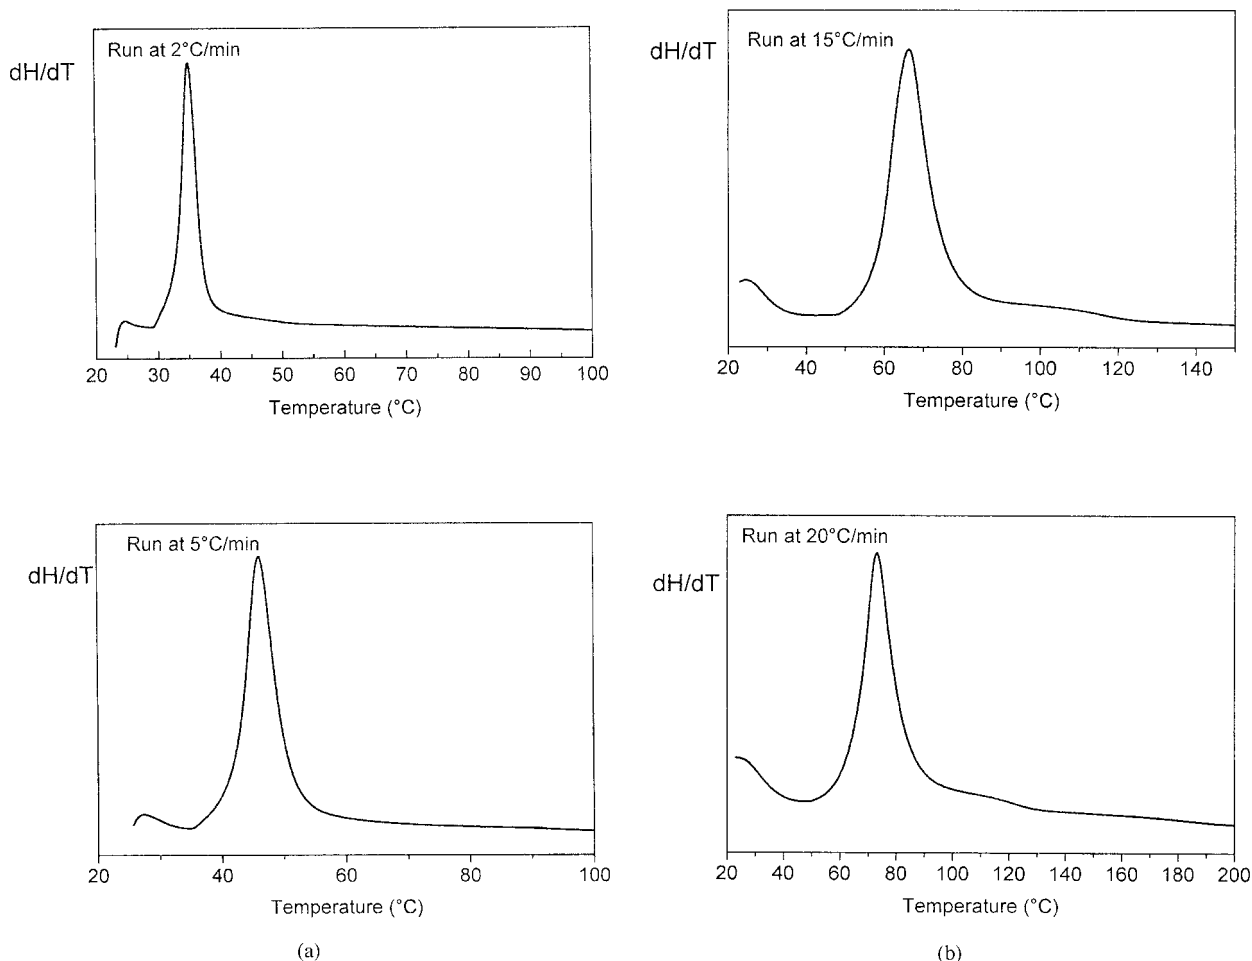 Run at 2°C/min
dH/dT
20 30 40 50 60 70 80 90 100
Temperature (°C)
Run at 5°C/min
dH/dT
20 40 60 80 100
Temperature (°C)
(a)
Run at 15°C/min
dH/dT
20 40 60 80 100 120 140
Temperature (°C)
Run at 20°C/min
dH/dT
20 40 60 80 100 120 140 160 180 200
Temperature (°C)
(b)